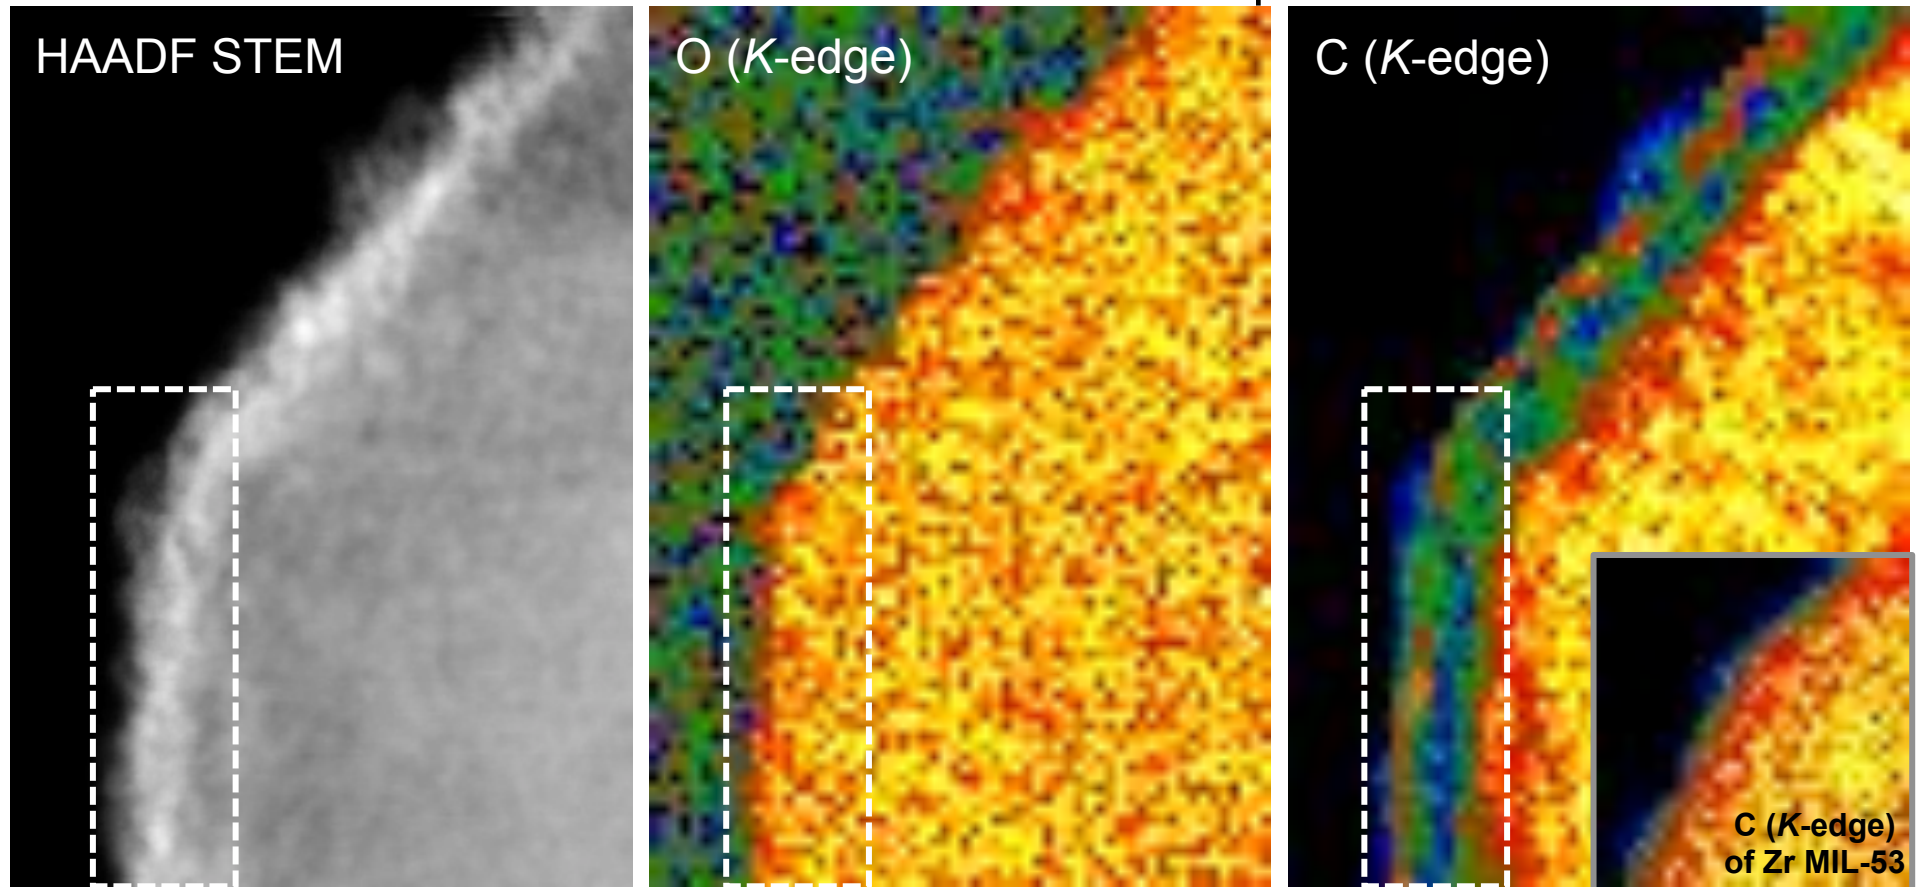 HAADF STEM
O (K-edge)
C (K-edge)
C (K-edge)
of Zr MIL-53